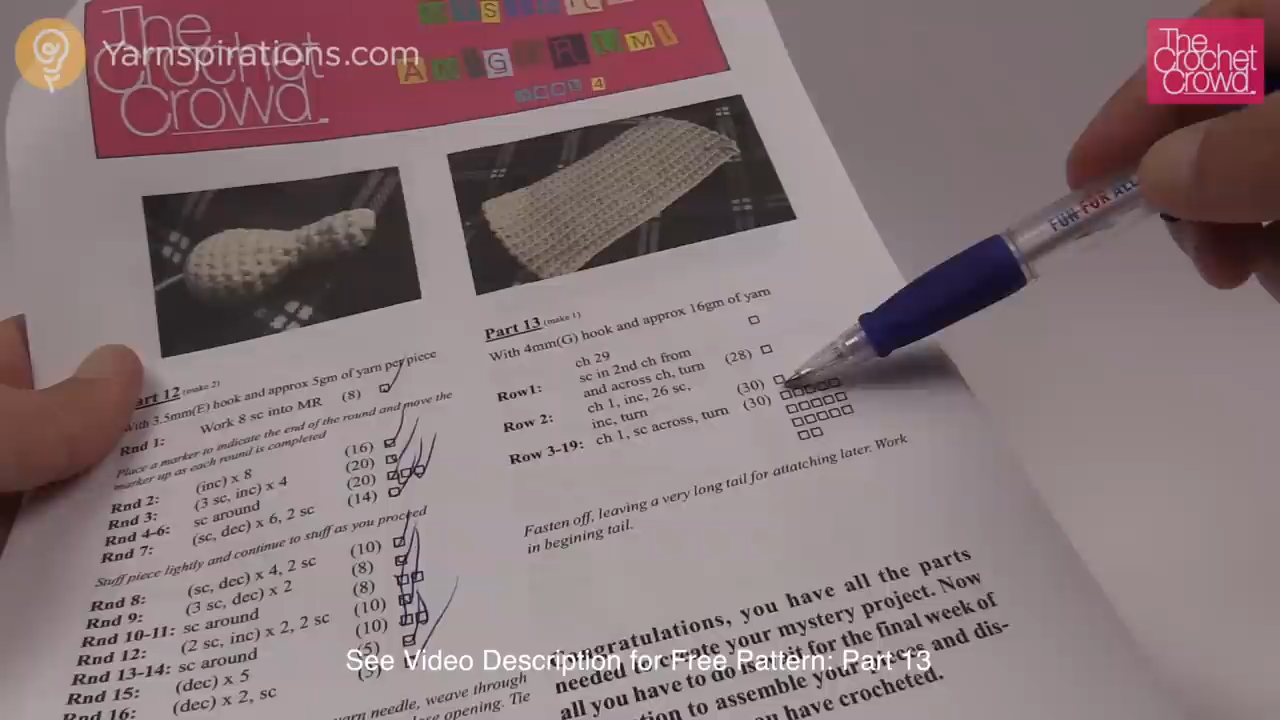 Yarnspirations.com
The
Crochet
Crowd
The
Crochet
Crowd
AMIGURUMI
BOOK 4
Part 13 (make 1)
With 4mm(G) hook and approx 16gm of yarn
ch 29
Row1: sc in 2nd ch from
and across ch, turn (28)
Row 2: ch 1, inc, 26 sc,
inc, turn (30)
Row 3-19: ch 1, sc across, turn (30)
Fasten off, leaving a very long tail for attatching later. Work
in begining tail.
art 12 (make 2)
With 3.5mm(E) hook and approx 5gm of yarn per piece
Rnd 1: Work 8 sc into MR (8)
Place a marker to indicate the end of the round and move the
marker up as each round is completed
Rnd 2: (inc) x 8 (16)
Rnd 3: (3 sc, inc) x 4 (20)
Rnd 4-6: sc around (20)
Rnd 7: (sc, dec) x 6, 2 sc (14)
Stuff piece lightly and continue to stuff as you proceed
Rnd 8: (sc, dec) x 4, 2 sc (10)
Rnd 9: (3 sc, dec) x 2 (8)
Rnd 10-11: sc around (8)
Rnd 12: (2 sc, inc) x 2, 2 sc (10)
Rnd 13-14: sc around (10)
Rnd 15: (dec) x 5 (5)
Rnd 16: (dec) x 2, sc
yarn needle, weave through
opening. Tie
ongratulations, you have all the parts
needed to create your mystery project. Now
all you have to do is wait for the final week of
to assemble your pieces and dis-
you have crocheted.
FUN FOR ALL
See Video Description for Free Pattern: Part 13